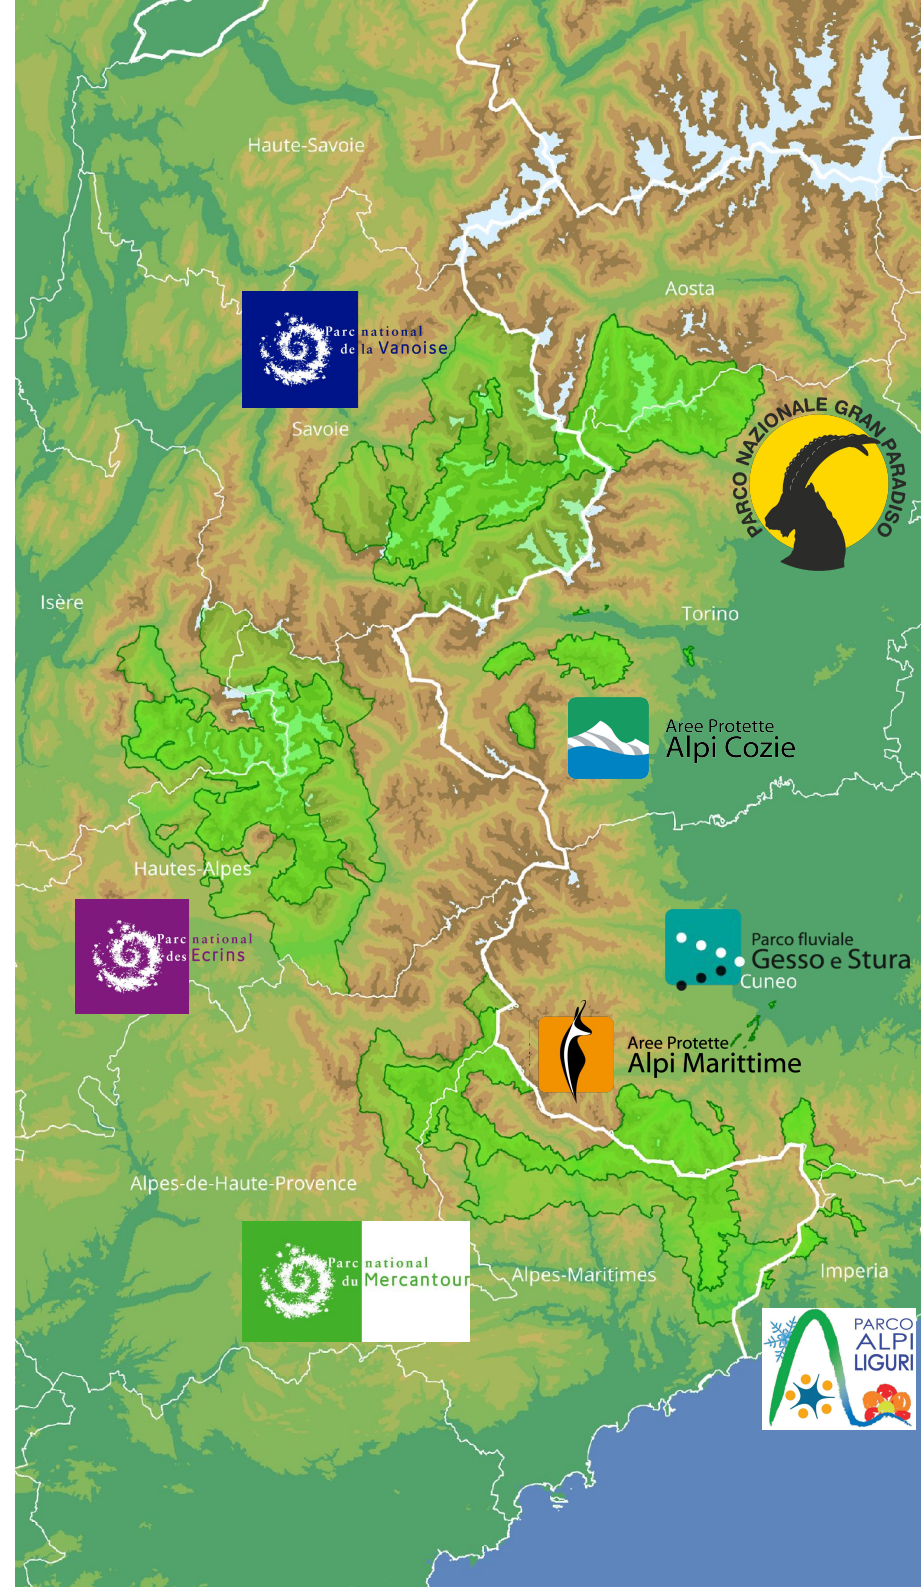 Haute-Savoie
Aosta
Parc national
de la Vanoise
PARCO NAZIONALE GRAN PARADISO
Savoie
Isère
Torino
Aree Protette
Alpi Cozie
Hautes-Alpes
Parc national
des Ecrins
Parco fluviale
Gesso e Stura
Cuneo
Aree Protette
Alpi Marittime
Alpes-de-Haute-Provence
Parc national
du Mercantour
Alpes-Maritimes
Imperia
PARCO
ALPI
LIGURI